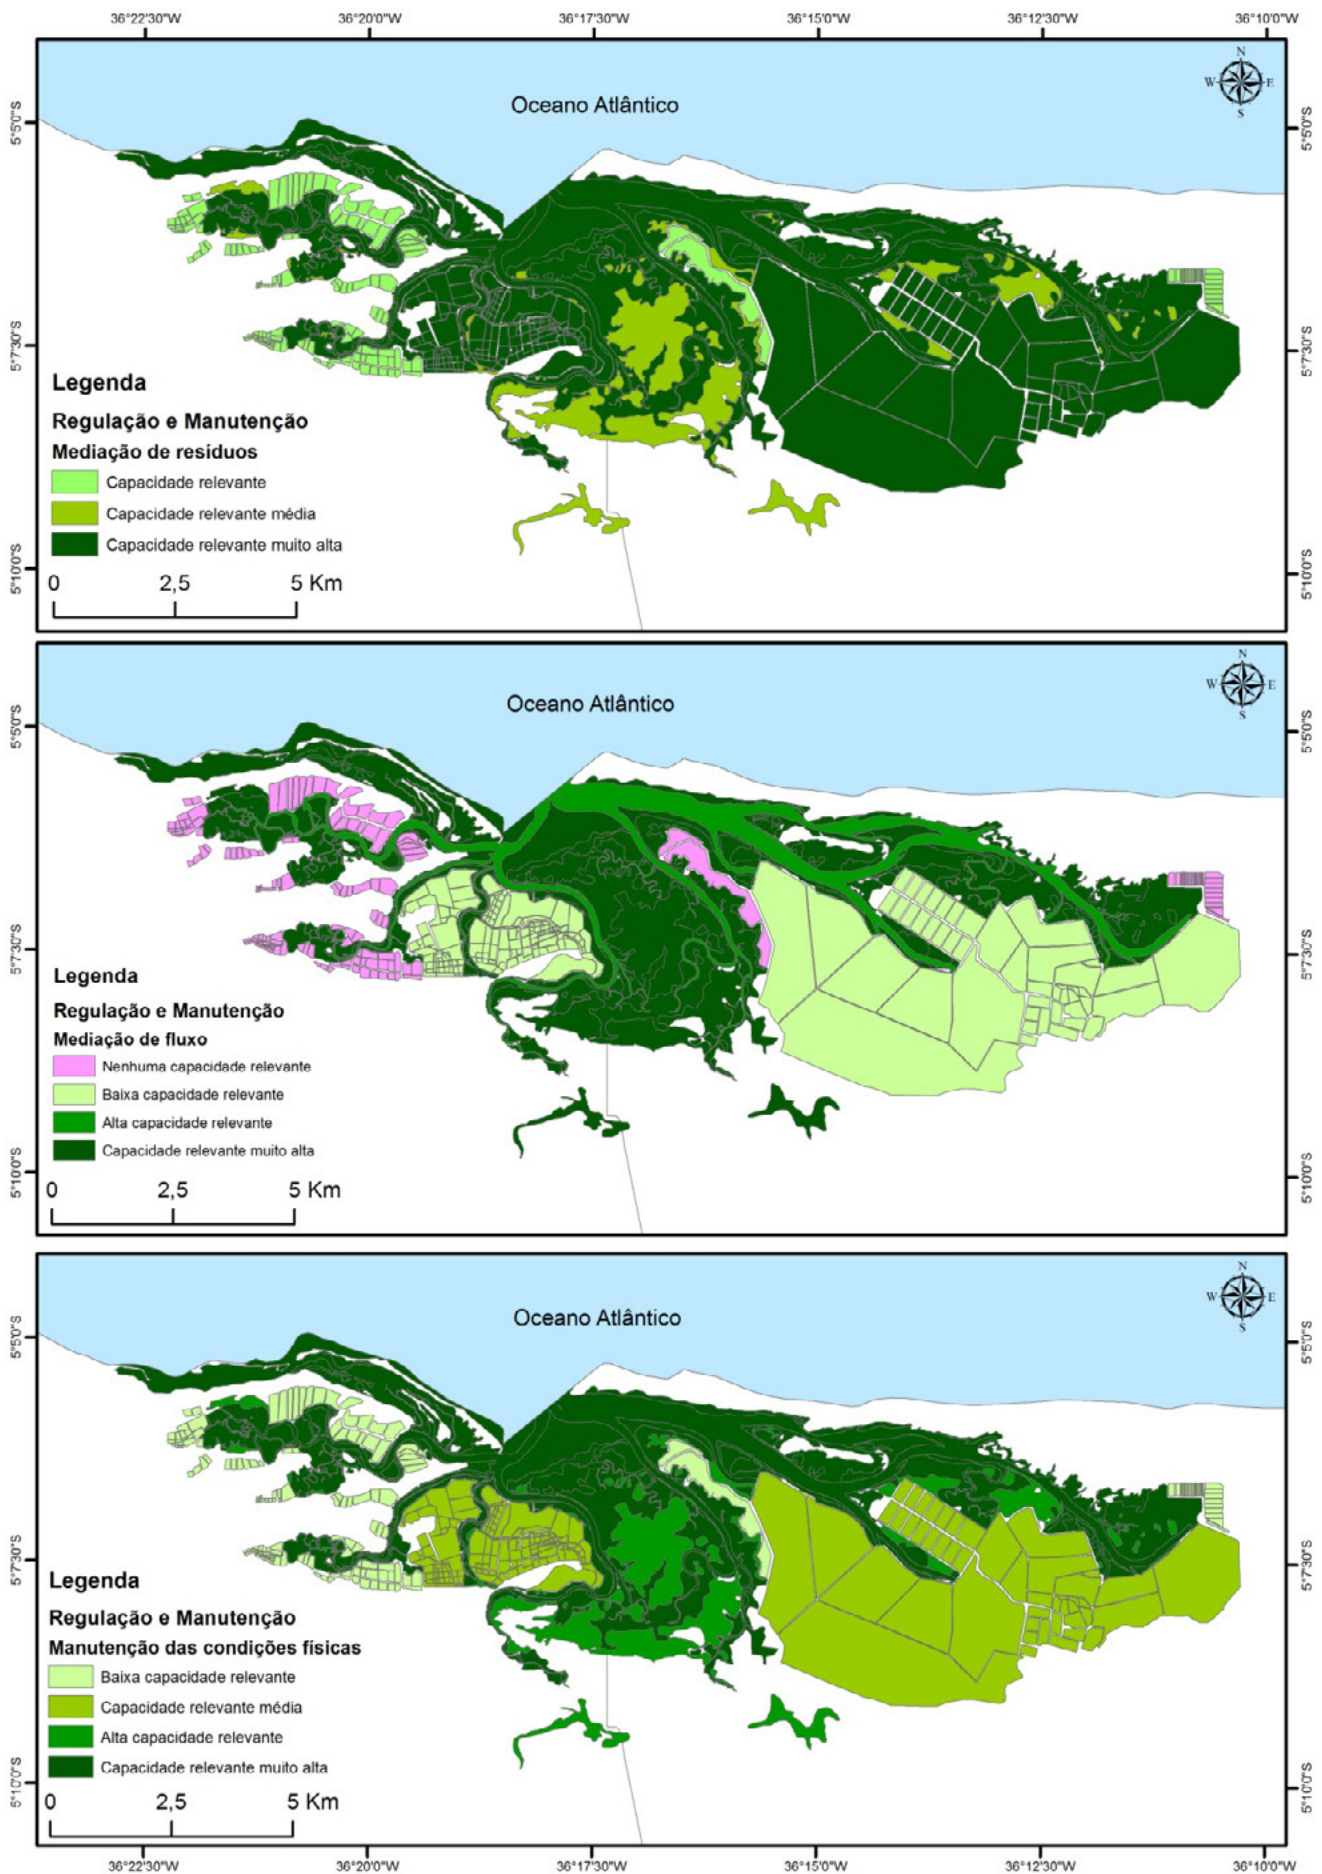 36°22'30"W 36°20'0"W 36°17'30"W 36°15'0"W 36°12'30"W 36°10'0"W
N
W E
S
Oceano Atlântico
5°5'0"S 5°5'0"S
5°7'30"S 5°7'30"S
Legenda
Regulação e Manutenção
Mediação de resíduos
Capacidade relevante
Capacidade relevante média
Capacidade relevante muito alta
5°10'0"S 5°10'0"S
0 2,5 5 Km
N
W E
S
Oceano Atlântico
5°5'0"S 5°5'0"S
5°7'30"S 5°7'30"S
Legenda
Regulação e Manutenção
Mediação de fluxo
Nenhuma capacidade relevante
Baixa capacidade relevante
Alta capacidade relevante
Capacidade relevante muito alta
5°10'0"S 5°10'0"S
0 2,5 5 Km
N
W E
S
Oceano Atlântico
5°5'0"S 5°5'0"S
5°7'30"S 5°7'30"S
Legenda
Regulação e Manutenção
Manutenção das condições físicas
Baixa capacidade relevante
Capacidade relevante média
Alta capacidade relevante
Capacidade relevante muito alta
5°10'0"S 5°10'0"S
0 2,5 5 Km
36°22'30"W 36°20'0"W 36°17'30"W 36°15'0"W 36°12'30"W 36°10'0"W